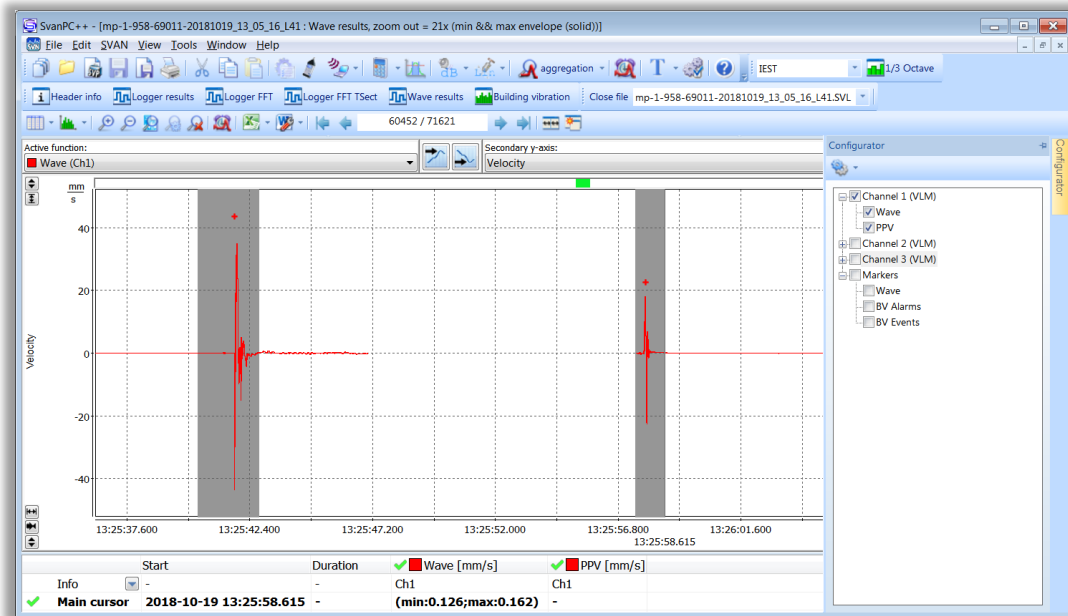 SvanPC++ - [mp-1-958-69011-20181019_13_05_16_L41 : Wave results, zoom out = 21x (min && max envelope (solid))]
File Edit SVAN View Tools Window Help
aggregation T IEST 1/3 Octave
Header info Logger results Logger FFT Logger FFT TSect Wave results Building vibration Close file mp-1-958-69011-20181019_13_05_16_L41.SVL
60452 / 71621
Active function: Secondary y-axis:
Wave (Ch1) Velocity
Configurator
Configurator
Channel 1 (VLM)
Wave
PPV
Channel 2 (VLM)
Channel 3 (VLM)
Markers
Wave
BV Alarms
BV Events
mm
s
40
20
0
-20
-40
Velocity
13:25:37.600 13:25:42.400 13:25:47.200 13:25:52.000 13:25:56.800 13:26:01.600
13:25:58.615
Start Duration Wave [mm/s] PPV [mm/s]
Info - - Ch1 Ch1
Main cursor 2018-10-19 13:25:58.615 - (min:0.126;max:0.162) -